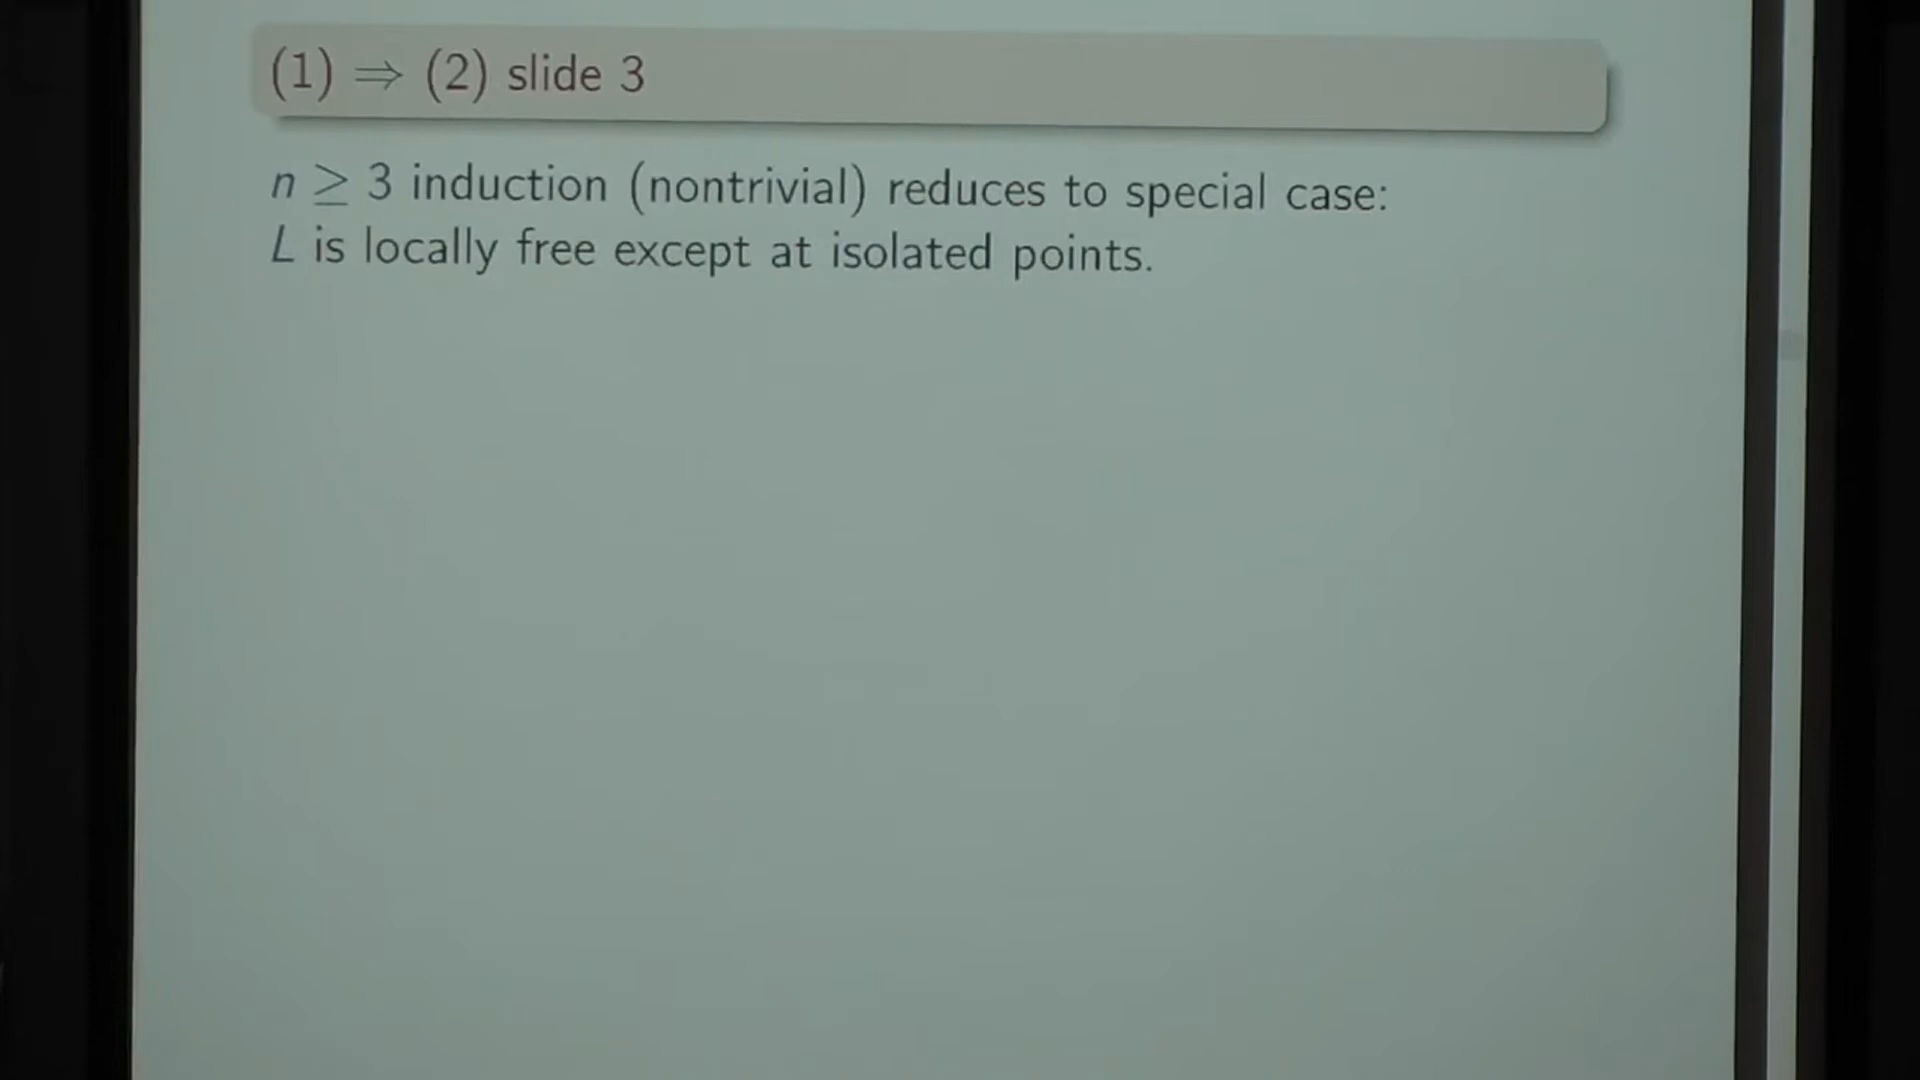 (1) ⇒ (2) slide 3
n ≥ 3 induction (nontrivial) reduces to special case:
L is locally free except at isolated points.